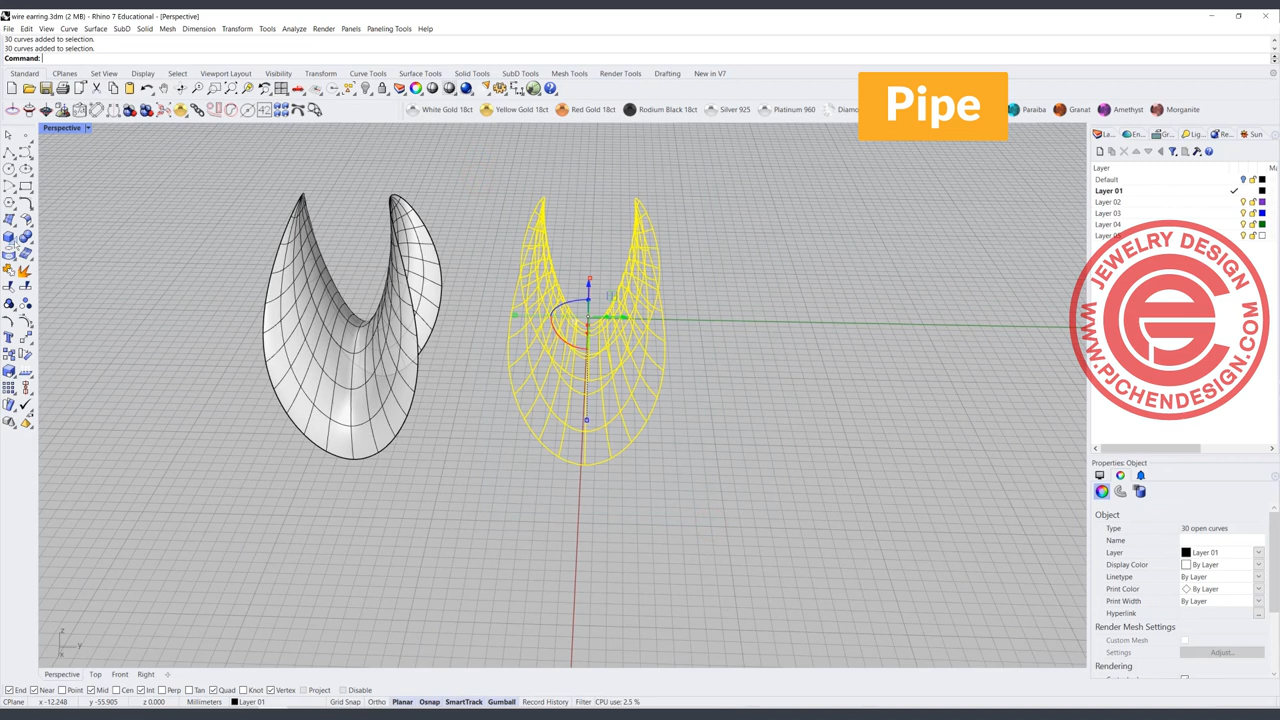 wire earring.3dm (2 MB) - Rhino 7 Educational - [Perspective]
File Edit View Curve Surface SubD Solid Mesh Dimension Transform Tools Analyze Render Panels Paneling Tools Help
30 curves added to selection.
30 curves added to selection.
Command:
Standard CPlanes Set View Display Select Viewport Layout Visibility Transform Curve Tools Surface Tools Solid Tools SubD Tools Mesh Tools Render Tools Drafting New in V7
Pipe
White Gold 18ct Yellow Gold 18ct Red Gold 18ct Rodium Black 18ct Silver 925 Platinum 960 Diamo Paraiba Granat Amethyst Morganite
Perspective
La... En... Gr... Lig... Re... Sun
Layer Ma
Default
Layer 01
Layer 02
Layer 03
Layer 04
JEWELRY DESIGN
WWW.PJCHENDESIGN.COM
Properties: Object
Object
Type 30 open curves
Name
Layer Layer 01
Display Color By Layer
Linetype By Layer
Print Color By Layer
Print Width By Layer
Hyperlink ...
Render Mesh Settings
Custom Mesh
Settings Adjust...
Rendering
z
y
x
Perspective Top Front Right
End Near Point Mid Cen Int Perp Tan Quad Knot Vertex Project Disable
CPlane x -12.248 y -55.905 z 0.000 Millimeters Layer 01 Grid Snap Ortho Planar Osnap SmartTrack Gumball Record History Filter CPU use: 2.5 %